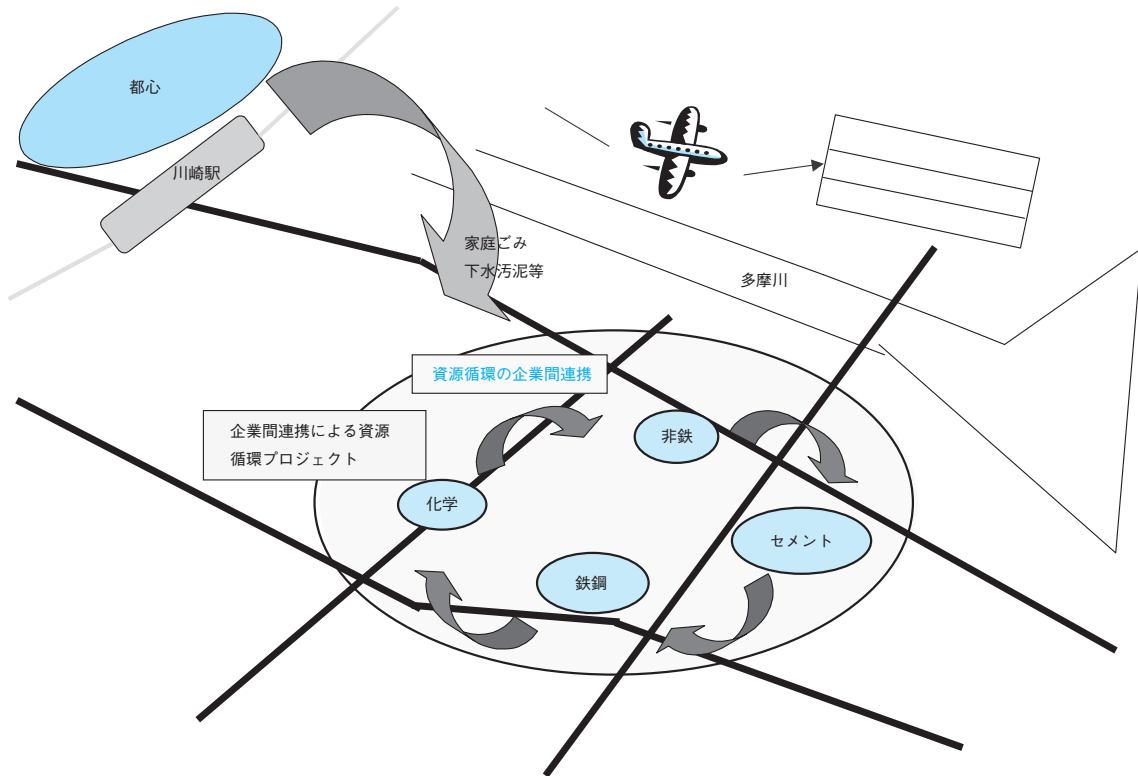 都心
川崎駅
家庭ごみ
下水汚泥等
多摩川
資源循環の企業間連携
企業間連携による資源
循環プロジェクト
非鉄
化学
セメント
鉄鋼